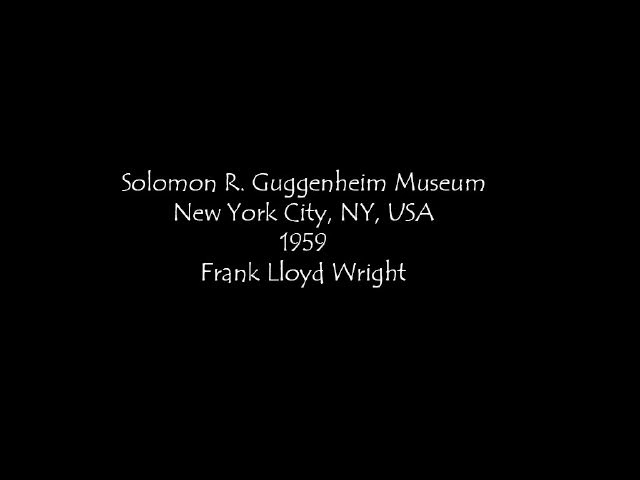 Solomon R. Guggenheim Museum
New York City, NY, USA
1959
Frank Lloyd Wright